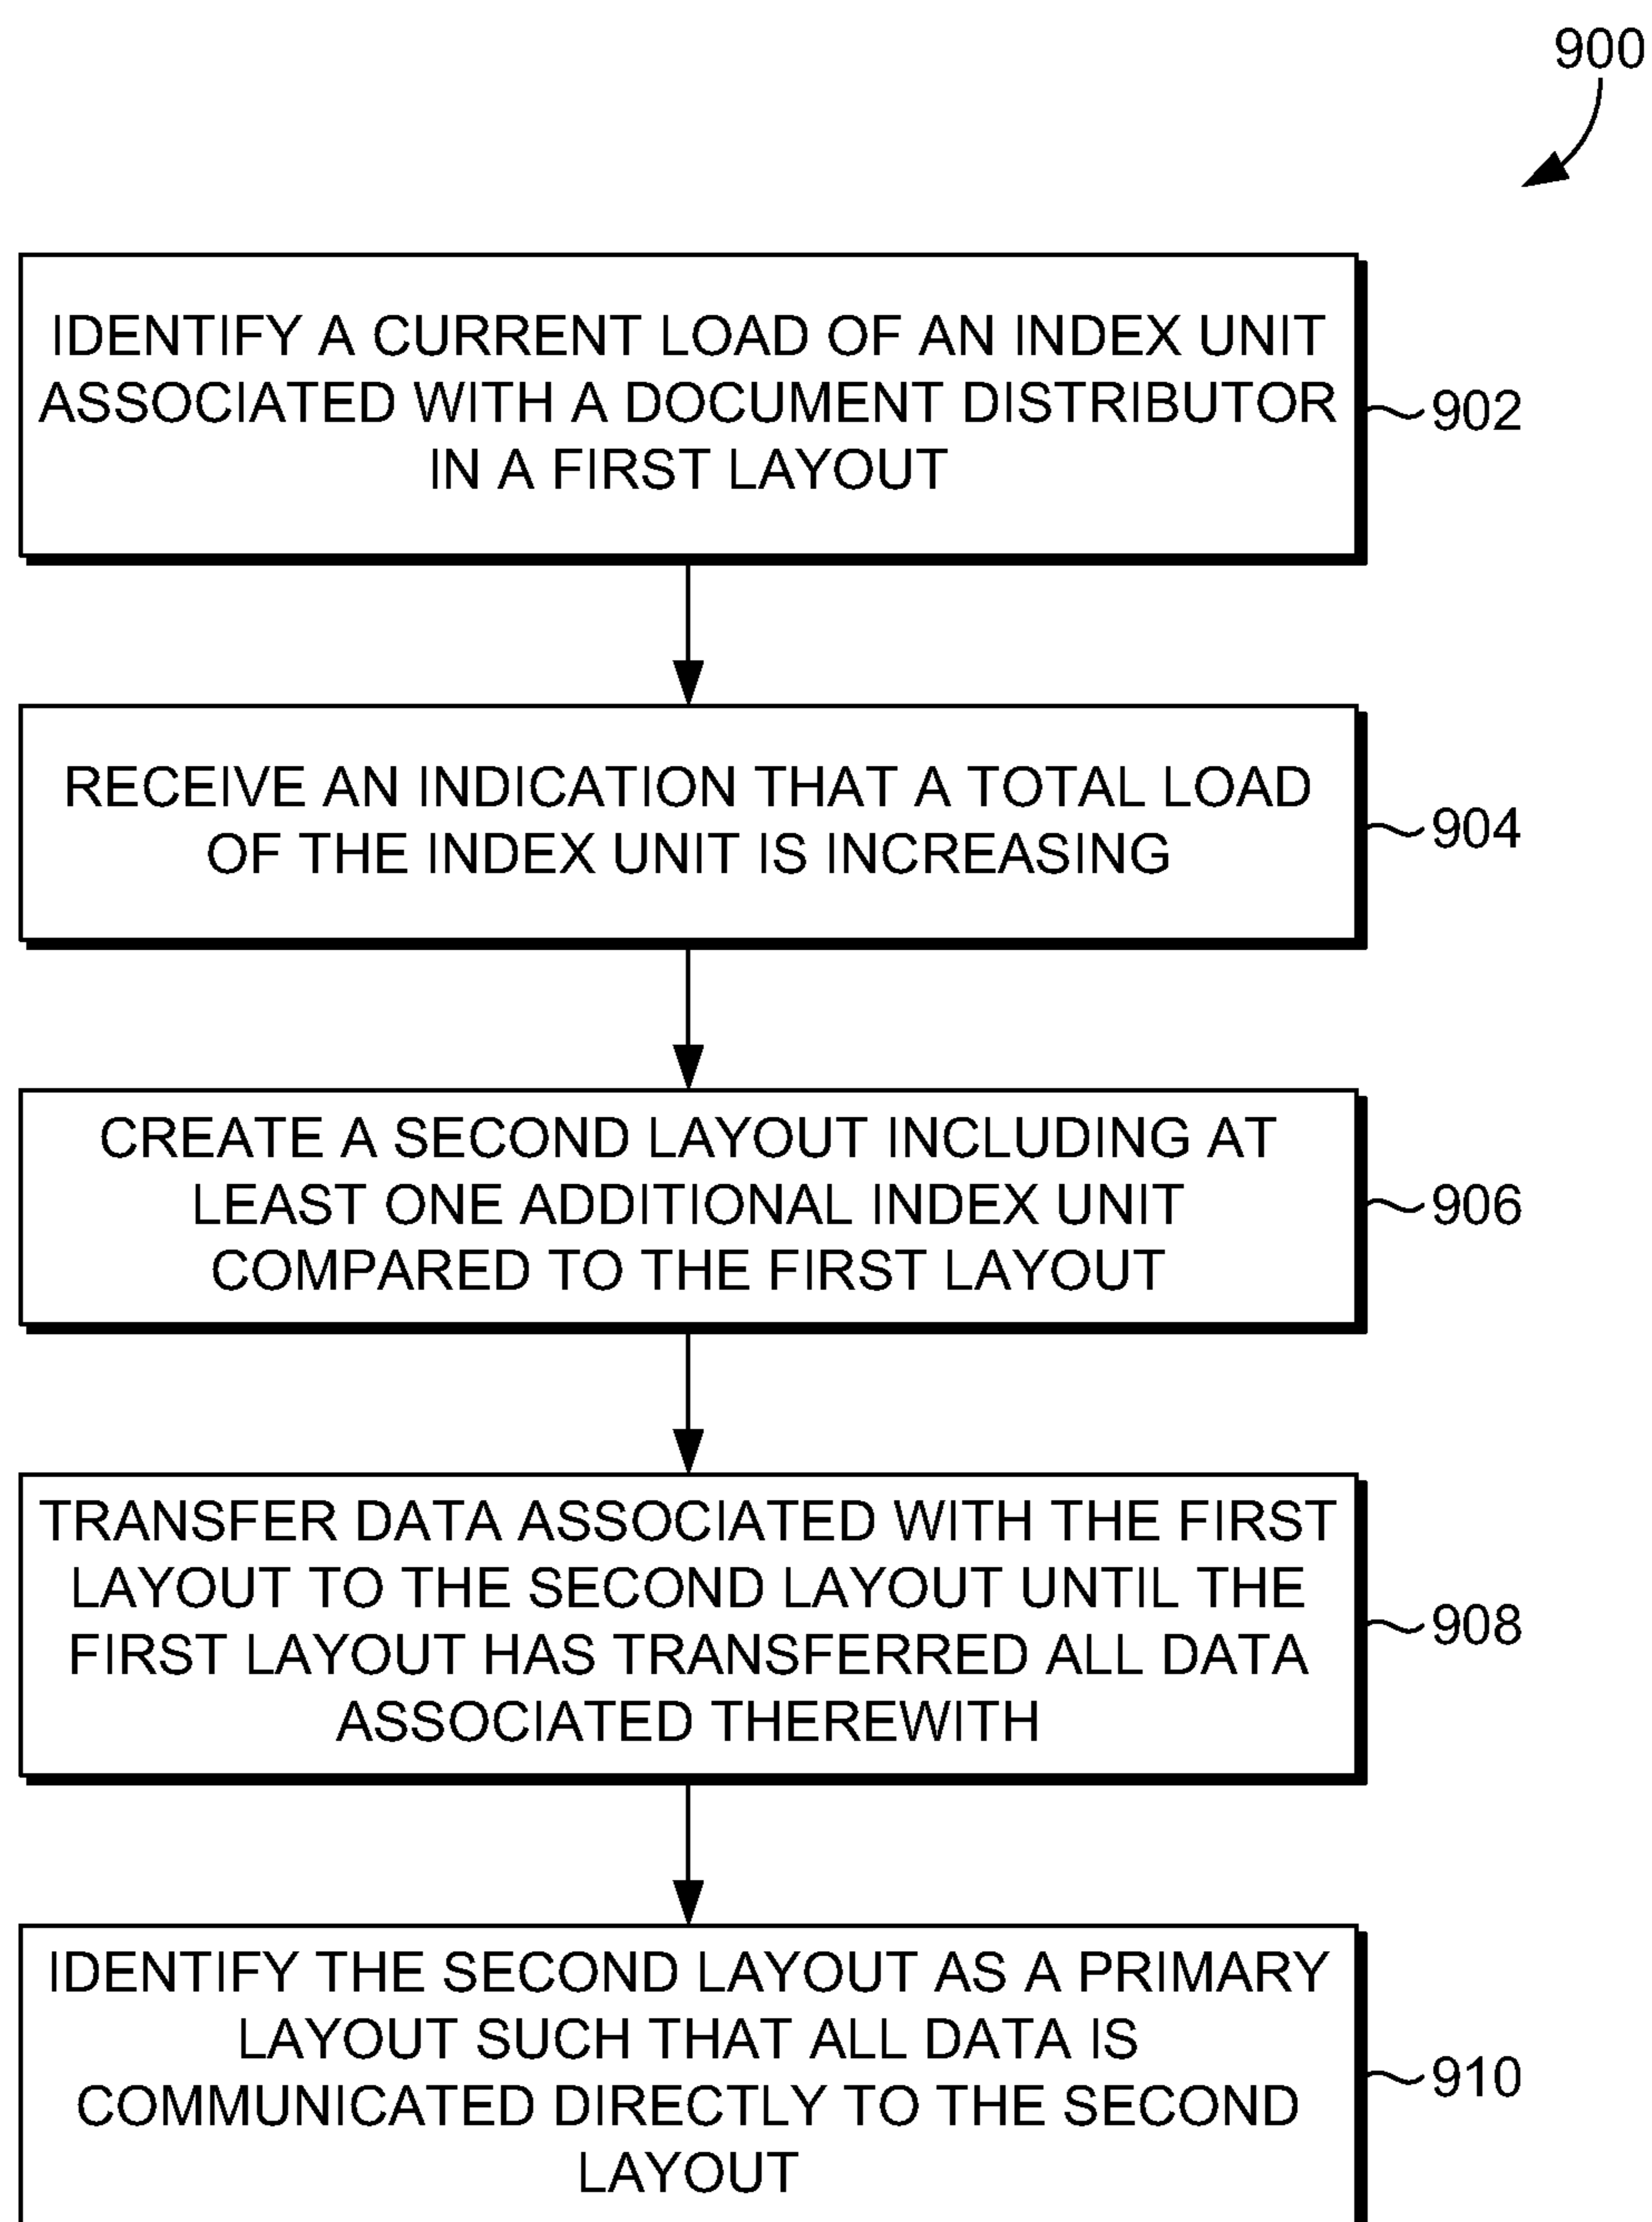 900
IDENTIFY A CURRENT LOAD OF AN INDEX UNIT
ASSOCIATED WITH A DOCUMENT DISTRIBUTOR
IN A FIRST LAYOUT
902
RECEIVE AN INDICATION THAT A TOTAL LOAD
OF THE INDEX UNIT IS INCREASING
904
CREATE A SECOND LAYOUT INCLUDING AT
LEAST ONE ADDITIONAL INDEX UNIT
COMPARED TO THE FIRST LAYOUT
906
TRANSFER DATA ASSOCIATED WITH THE FIRST
LAYOUT TO THE SECOND LAYOUT UNTIL THE
FIRST LAYOUT HAS TRANSFERRED ALL DATA
ASSOCIATED THEREWITH
908
IDENTIFY THE SECOND LAYOUT AS A PRIMARY
LAYOUT SUCH THAT ALL DATA IS
COMMUNICATED DIRECTLY TO THE SECOND
LAYOUT
910